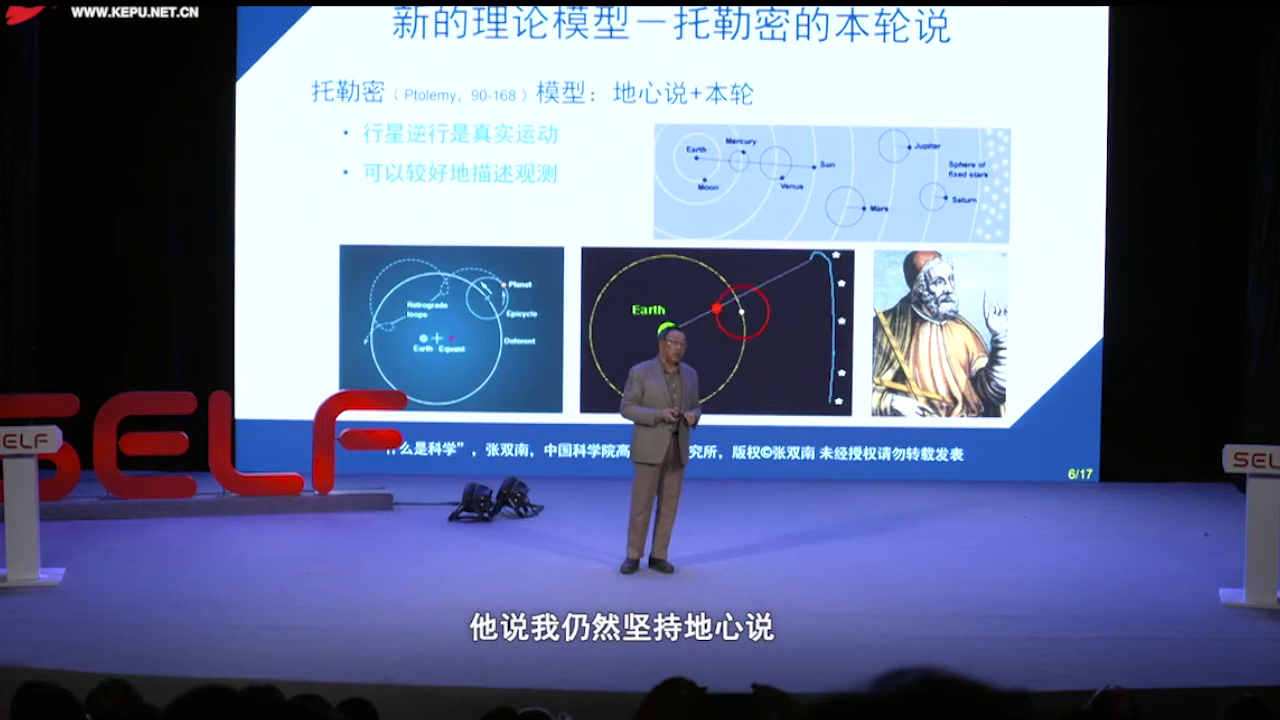 WWW.KEPU.NET.CN
新的理论模型－托勒密的本轮说
托勒密（Ptolemy，90-168）模型：地心说+本轮
• 行星逆行是真实运动
• 可以较好地描述观测
Earth
Mercury
Moon
Venus
Sun
Mars
Jupiter
Saturn
Sphere of
fixed stars
Planet
Retrograde
loops
Epicycle
Deferent
Earth
Equant
Earth
SELF
SELF
什么是科学”，张双南，中国科学院高
究所，版权©张双南 未经授权请勿转载发表
6/17
SEL
他说我仍然坚持地心说